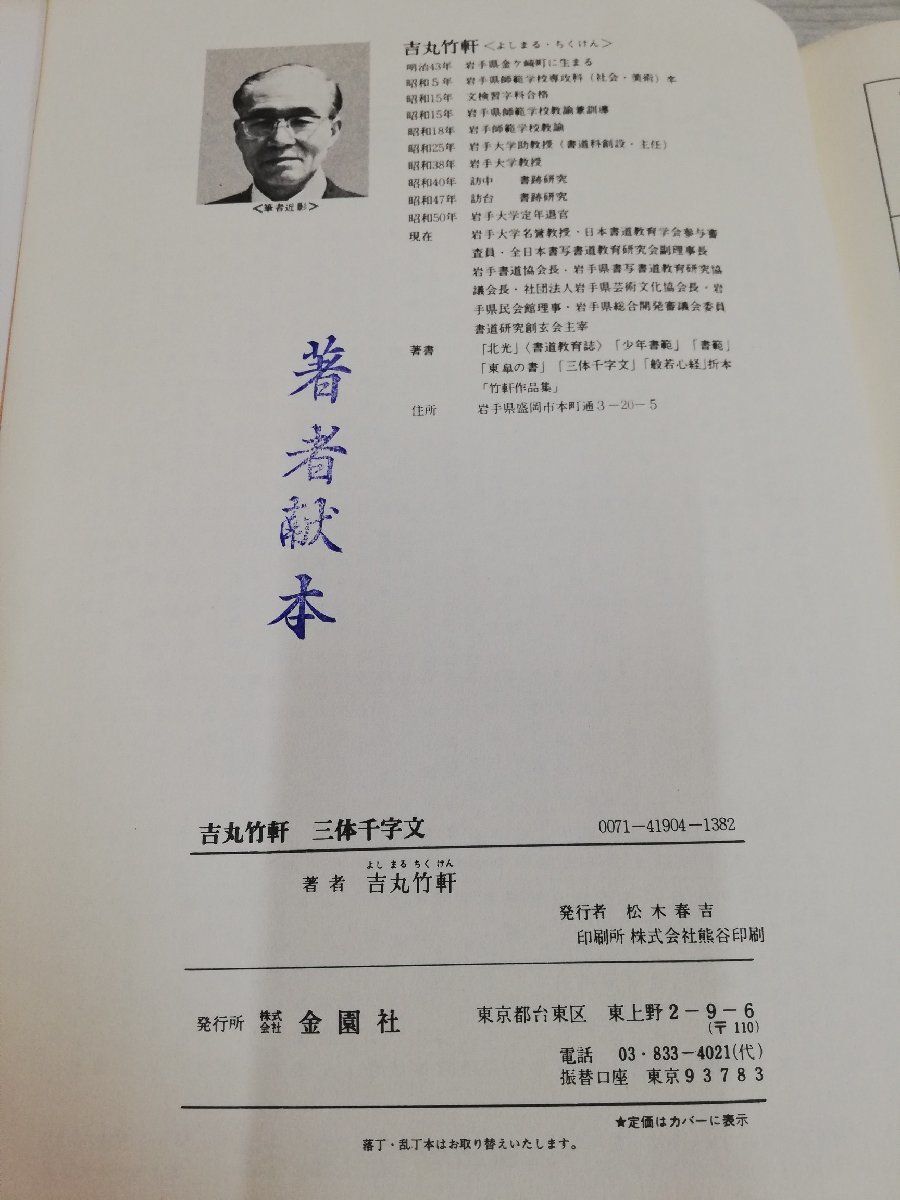 吉丸竹軒<よしまる・ちくけん>
明治43年 岩手県金ケ崎町に生まる
昭和5年 岩手県師範学校専攻科(社会・美術)卆
昭和15年 文検習字科合格
昭和15年 岩手県師範学校教諭兼訓導
昭和18年 岩手師範学校教諭
昭和25年 岩手大学助教授(書道科創設・主任)
昭和38年 岩手大学教授
昭和40年 訪中 書跡研究
昭和47年 訪台 書跡研究
昭和50年 岩手大学定年退官
現在 岩手大学名誉教授・日本書道教育学会参与審
査員・全日本書写書道教育研究会副理事長
岩手書道協会長・岩手県書写書道教育研究協
議会長・社団法人岩手県芸術文化協会長・岩
手県民会館理事・岩手県総合開発審議会委員
書道研究創玄会主宰
著書 「北光」〈書道教育誌〉「少年書範」「書範」
「東皐の書」「三体千字文」「般若心経」折本
「竹軒作品集」
住所 岩手県盛岡市本町通3-20-5
<筆者近影>
著者献本
吉丸竹軒 三体千字文 0071-41904-1382
よし まる ちく けん
著者 吉丸竹軒
発行者 松木春吉
印刷所 株式会社熊谷印刷
発行所 株式会社 金園社
東京都台東区 東上野2-9-6
(〒110)
電話 03・833-4021(代)
振替口座 東京93783
★定価はカバーに表示
落丁・乱丁本はお取り替えいたします。